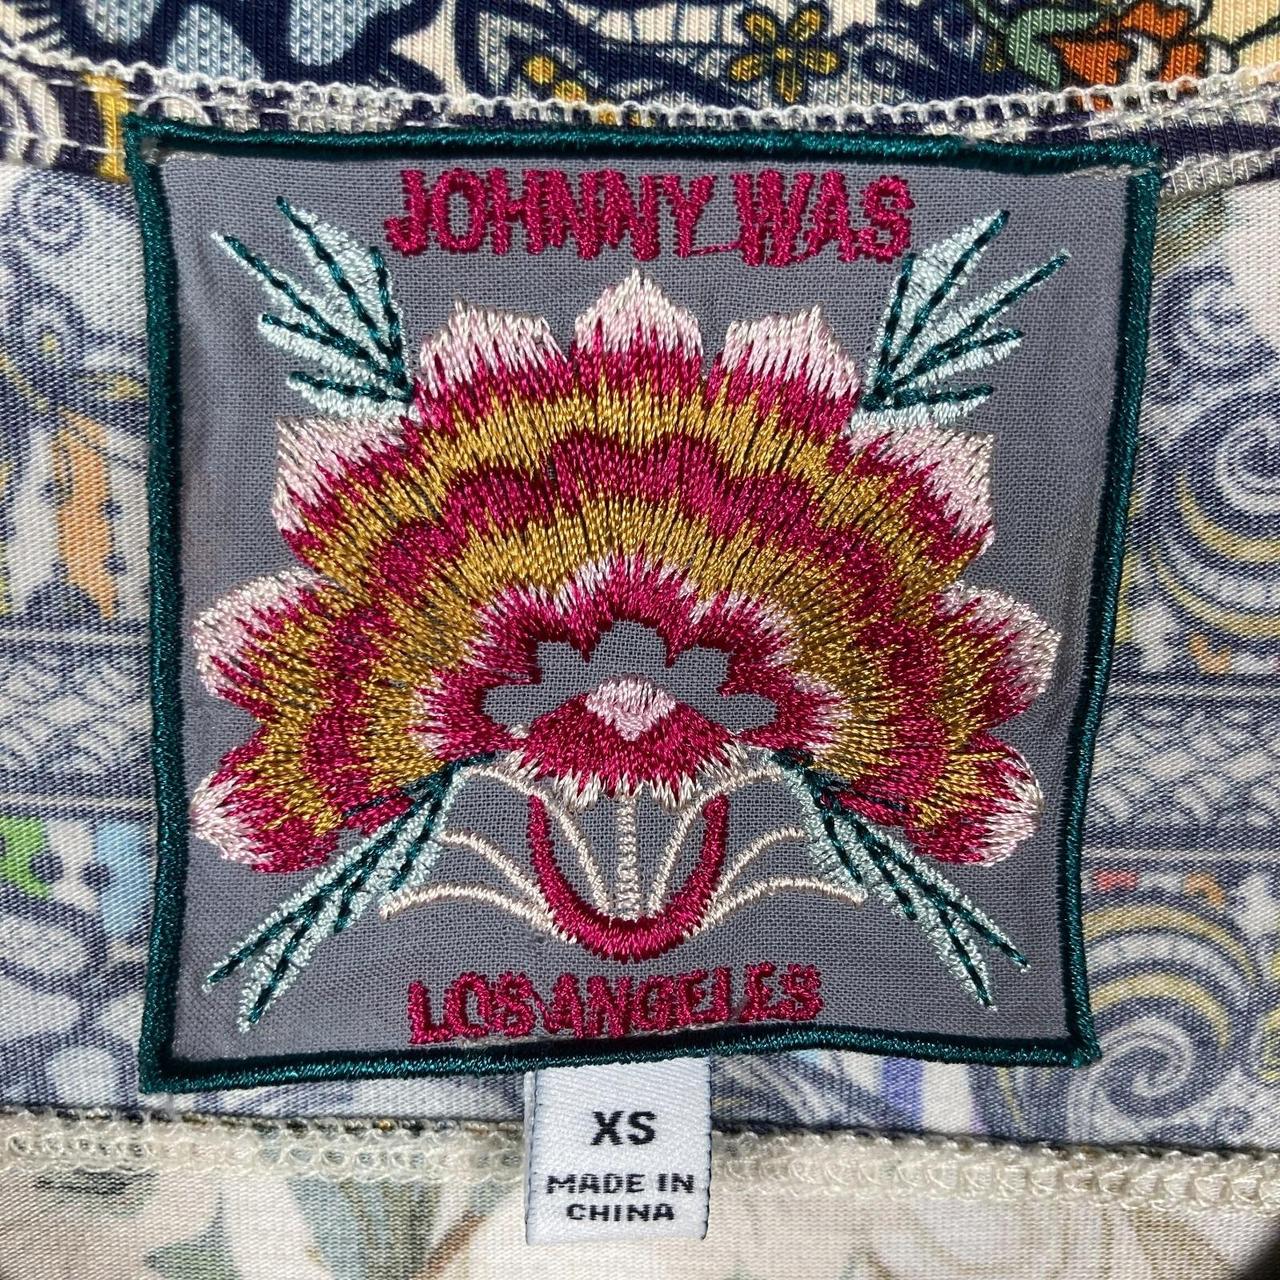 JOHNNY WAS
LOS ANGELES
XS
MADE IN
CHINA